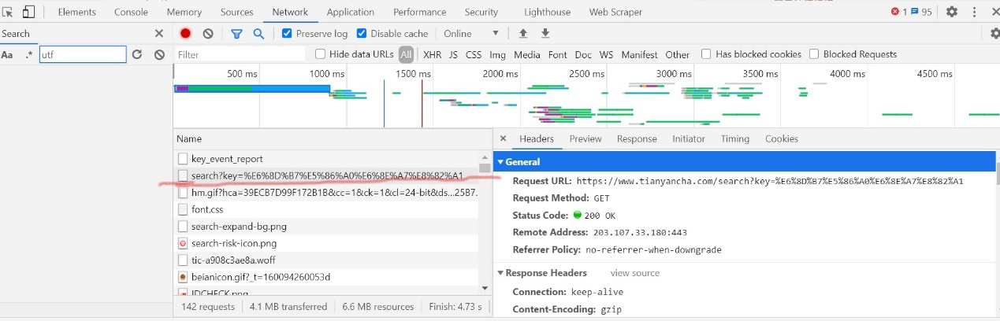 Elements Console Memory Sources Network Application Performance Security Lighthouse Web Scraper 1 95
Search
Preserve log Disable cache Online
Aa .* utf
Filter Hide data URLs All XHR JS CSS Img Media Font Doc WS Manifest Other Has blocked cookies Blocked Requests
500 ms 1000 ms 1500 ms 2000 ms 2500 ms 3000 ms 3500 ms 4000 ms 4500 ms
Name
key_event_report
search?key=%E6%8D%B7%E5%86%A0%E6%8E%A7%E8%82%A1
hm.gif?hca=39ECB7D99F172B1B&cc=1&ck=1&cl=24-bit&ds...25B7.
font.css
search-expand-bg.png
search-risk-icon.png
tic-a908c3ae8a.woff
beianicon.gif?_t=160094260053d
IDCHECK.png
142 requests 4.1 MB transferred 6.6 MB resources Finish: 4.73 s
Headers Preview Response Initiator Timing Cookies
General
Request URL: https://www.tianyancha.com/search?key=%E6%8D%B7%E5%86%A0%E6%8E%A7%E8%82%A1
Request Method: GET
Status Code: 200 OK
Remote Address: 203.107.33.180:443
Referrer Policy: no-referrer-when-downgrade
Response Headers view source
Connection: keep-alive
Content-Encoding: gzip